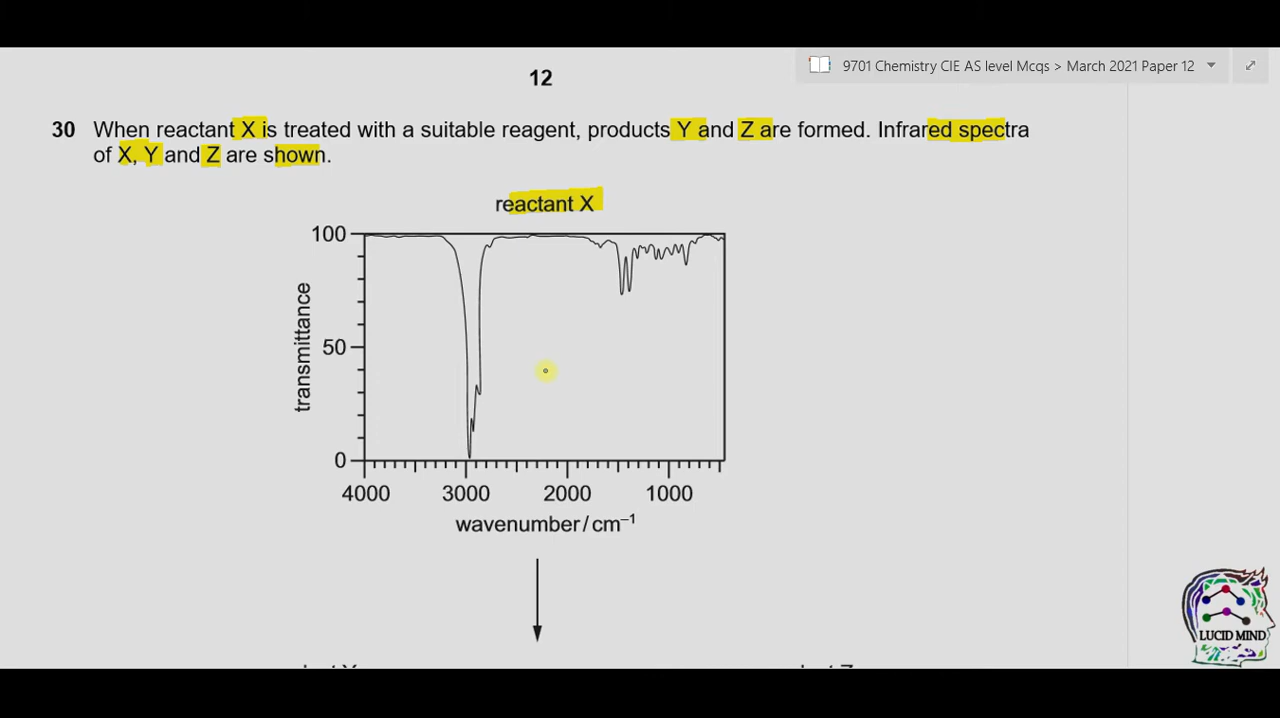 9701 Chemistry CIE AS level Mcqs > March 2021 Paper 12
12
30 When reactant X is treated with a suitable reagent, products Y and Z are formed. Infrared spectra
of X, Y and Z are shown.
reactant X
100
50
0
transmittance
4000 3000 2000 1000
wavenumber/cm⁻¹
LUCID MIND